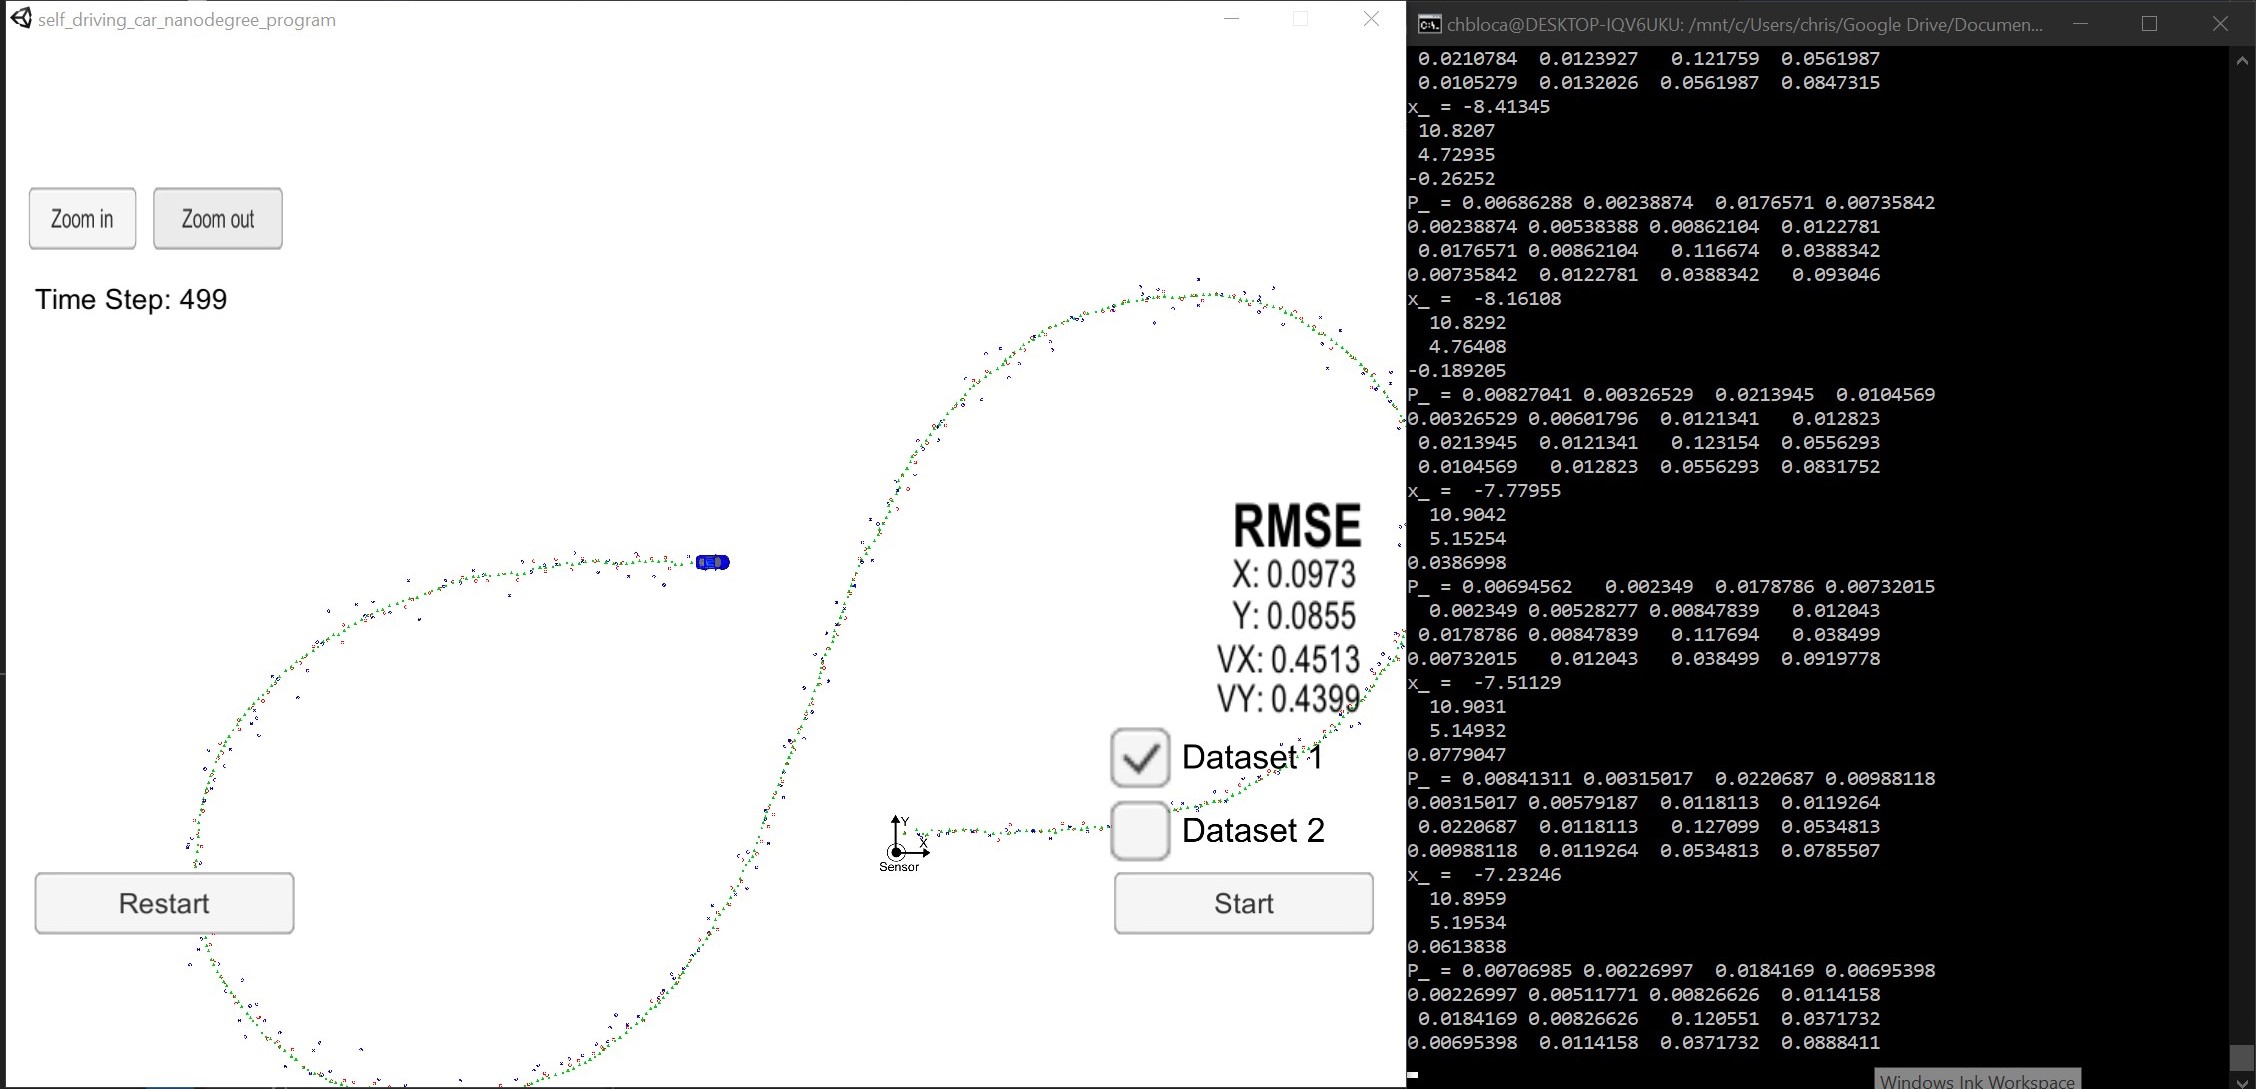 self_driving_car_nanodegree_program
Zoom in
Zoom out
Time Step: 499
RMSE
X: 0.0973
Y: 0.0855
VX: 0.4513
VY: 0.4399
Dataset 1
Dataset 2
Y
X
Sensor
Restart
Start
chbloca@DESKTOP-IQV6UKU: /mnt/c/Users/chris/Google Drive/Documen...
0.0210784 0.0123927 0.121759 0.0561987
0.0105279 0.0132026 0.0561987 0.0847315
x_ = -8.41345
10.8207
4.72935
-0.26252
P_ = 0.00686288 0.00238874 0.0176571 0.00735842
0.00238874 0.00538388 0.00862104 0.0122781
0.0176571 0.00862104 0.116674 0.0388342
0.00735842 0.0122781 0.0388342 0.093046
x_ = -8.16108
10.8292
4.76408
-0.189205
P_ = 0.00827041 0.00326529 0.0213945 0.0104569
0.00326529 0.00601796 0.0121341 0.012823
0.0213945 0.0121341 0.123154 0.0556293
0.0104569 0.012823 0.0556293 0.0831752
x_ = -7.77955
10.9042
5.15254
0.0386998
P_ = 0.00694562 0.002349 0.0178786 0.00732015
0.002349 0.00528277 0.00847839 0.012043
0.0178786 0.00847839 0.117694 0.038499
0.00732015 0.012043 0.038499 0.0919778
x_ = -7.51129
10.9031
5.14932
0.0779047
P_ = 0.00841311 0.00315017 0.0220687 0.00988118
0.00315017 0.00579187 0.0118113 0.0119264
0.0220687 0.0118113 0.127099 0.0534813
0.00988118 0.0119264 0.0534813 0.0785507
x_ = -7.23246
10.8959
5.19534
0.0613838
P_ = 0.00706985 0.00226997 0.0184169 0.00695398
0.00226997 0.00511771 0.00826626 0.0114158
0.0184169 0.00826626 0.120551 0.0371732
0.00695398 0.0114158 0.0371732 0.0888411
Windows Ink Workspace